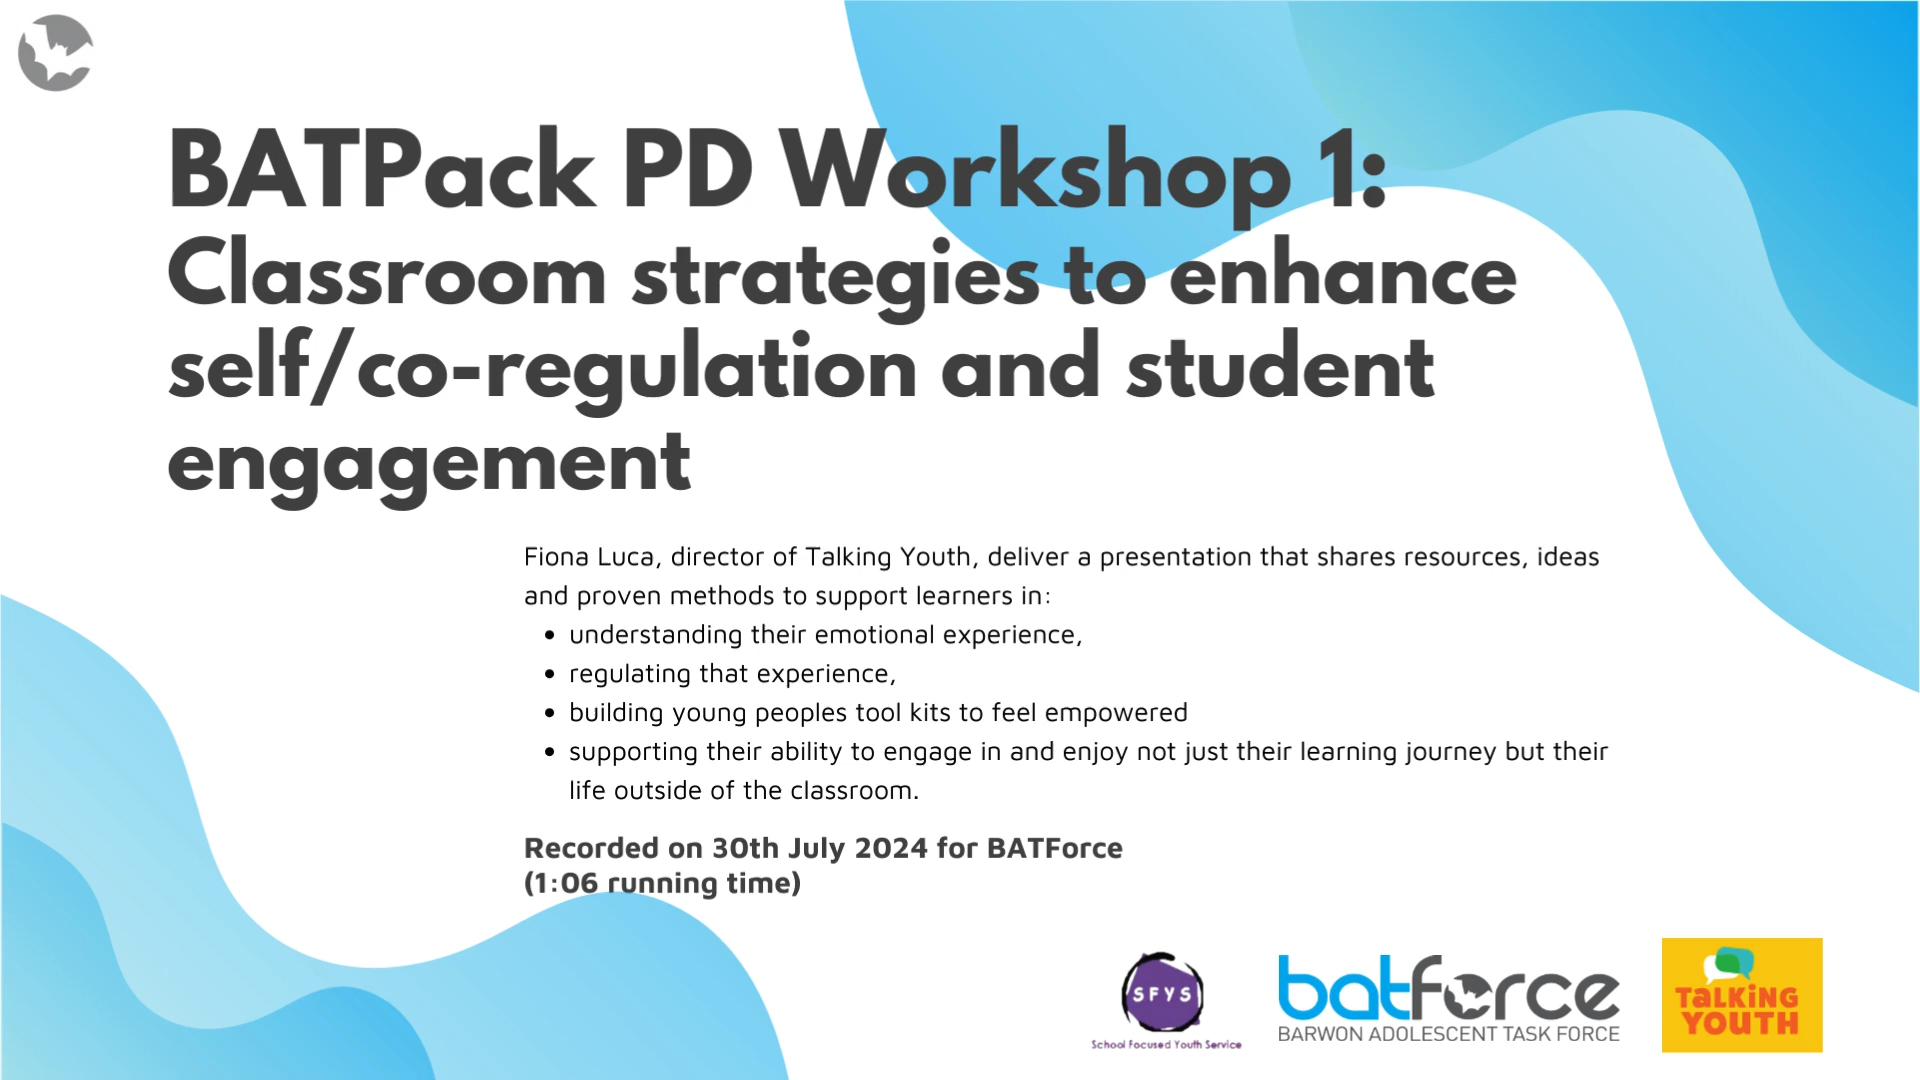 BATPack PD Workshop 1:
Classroom strategies to enhance
self/co-regulation and student
engagement
Fiona Luca, director of Talking Youth, deliver a presentation that shares resources, ideas
and proven methods to support learners in:
• understanding their emotional experience,
• regulating that experience,
• building young peoples tool kits to feel empowered
• supporting their ability to engage in and enjoy not just their learning journey but their
life outside of the classroom.
Recorded on 30th July 2024 for BATForce
(1:06 running time)
SFYS
School Focused Youth Service
batforce
BARWON ADOLESCENT TASK FORCE
TaLKiNG
YOUTH